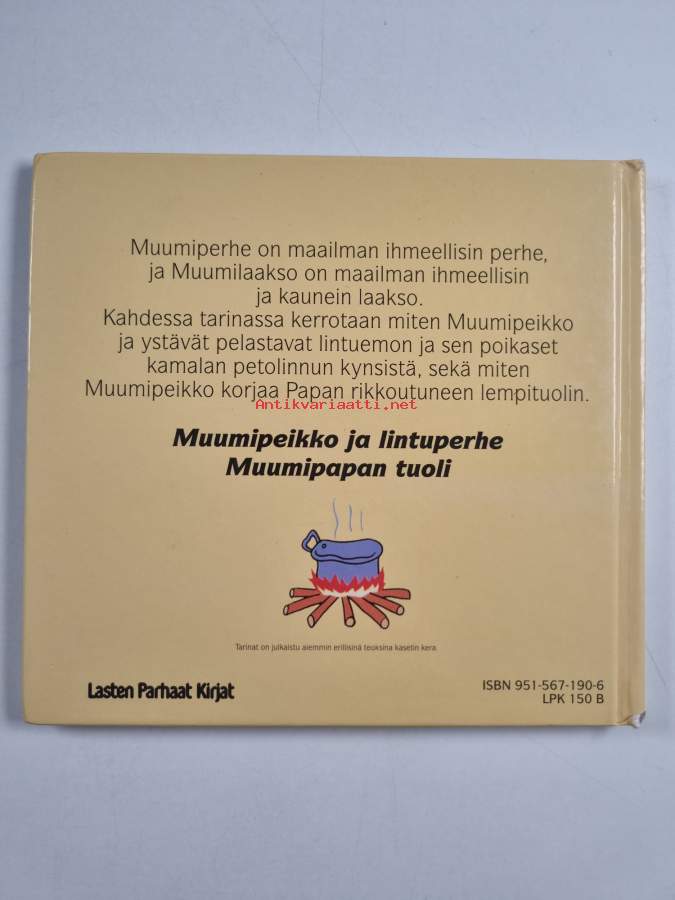 Muumiperhe on maailman ihmeellisin perhe,
ja Muumilaakso on maailman ihmeellisin
ja kaunein laakso.
Kahdessa tarinassa kerrotaan miten Muumipeikko
ja ystävät pelastavat lintuemon ja sen poikaset
kamalan petolinnun kynsistä, sekä miten
Muumipeikko korjaa Papan rikkoutuneen lempituolin.
Antikvariaatti.net
Muumipeikko ja lintuperhe
Muumipapan tuoli
Tarinat on julkaistu aiemmin erillisinä teoksina kasetin kera.
Lasten Parhaat Kirjat
ISBN 951-567-190-6
LPK 150 B